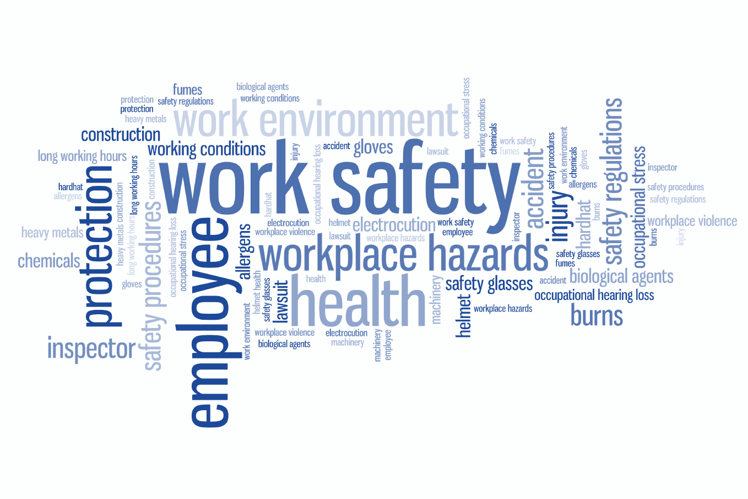 fumes
biological agents
protection
safety regulations
working conditions
protection
heavy metals
work environment
occupational stress
construction
working conditions
chemicals
working conditions
injury
accident
gloves
lawsuit
work safety
fumes
long working hours
work safety
occupational hearing loss
hardhat
allergens
protection
heavy metals
construction
long working hours
long working hours
construction
safety procedures
occupational hearing loss
occupational stress
heavy metals
chemicals
gloves
inspector
employee
allergens
hardhat
electrocution
workplace violence
helmet
lawsuit
electrocution
workplace hazards
work safety
employee
inspector
accident
safety procedures
work environment
chemicals
gloves
allergens
injury
hardhat
burns
safety regulations
occupational stress
inspector
safety procedures
safety regulations
workplace violence
burns
injury
workplace hazards
safety glasses
fumes
health
helmet
health
safety glasses
lawsuit
health
machinery
safety glasses
accident
biological agents
occupational hearing loss
helmet
workplace hazards
burns
work environment
workplace violence
biological agents
electrocution
machinery
machinery
employee